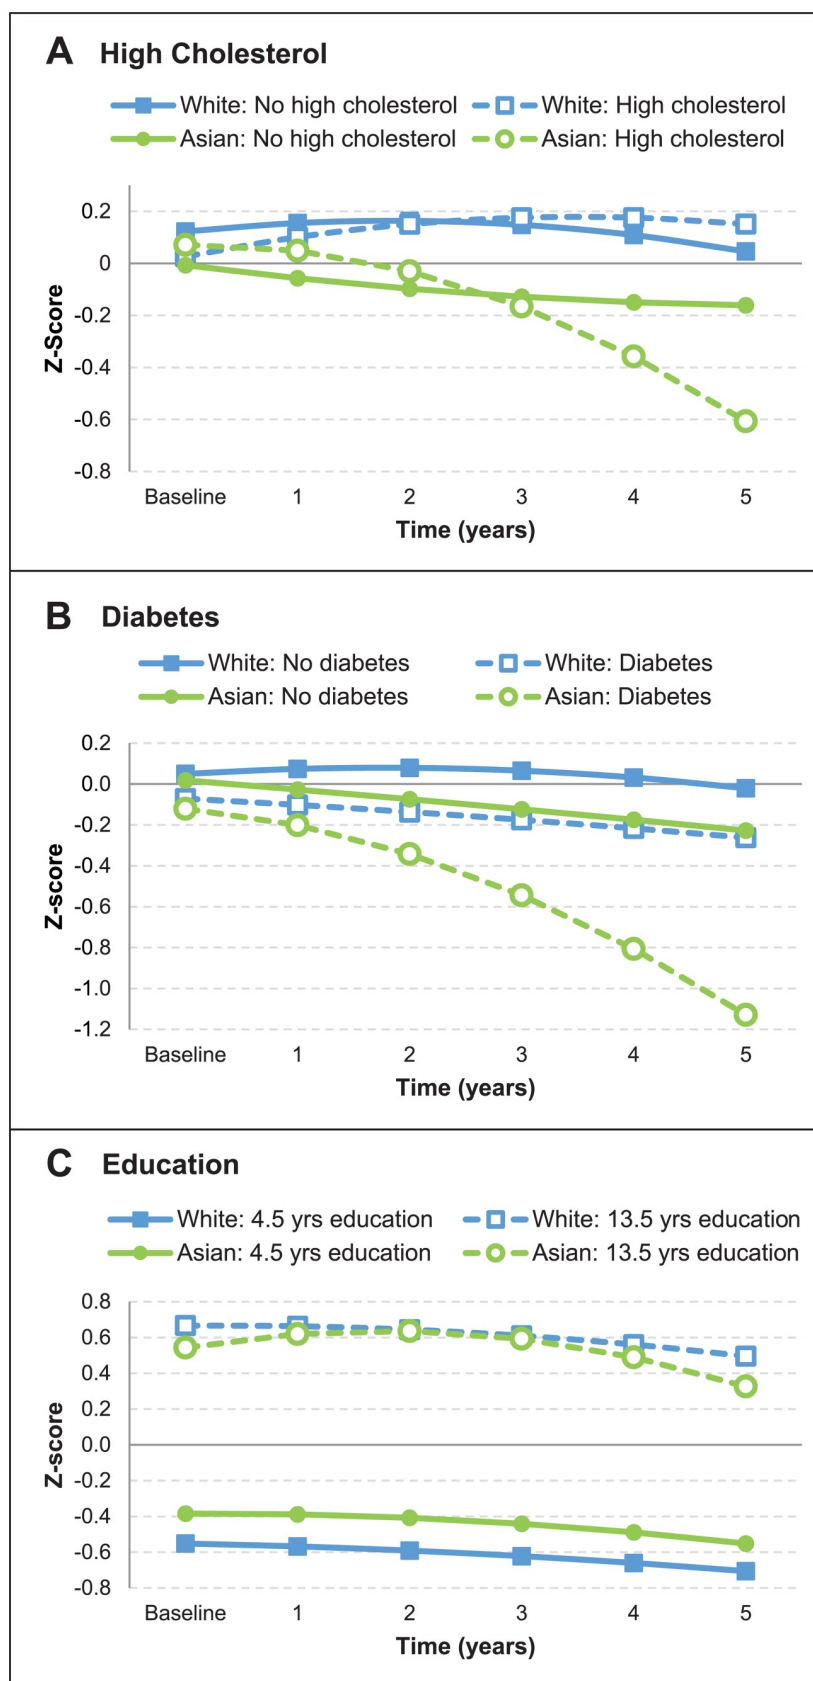 A High Cholesterol
White: No high cholesterol White: High cholesterol
Asian: No high cholesterol Asian: High cholesterol
0.2
0
-0.2
-0.4
-0.6
-0.8
Z-Score
Baseline 1 2 3 4 5
Time (years)
B Diabetes
White: No diabetes White: Diabetes
Asian: No diabetes Asian: Diabetes
0.2
0.0
-0.2
-0.4
-0.6
-0.8
-1.0
-1.2
Z-score
Baseline 1 2 3 4 5
Time (years)
C Education
White: 4.5 yrs education White: 13.5 yrs education
Asian: 4.5 yrs education Asian: 13.5 yrs education
0.8
0.6
0.4
0.2
0.0
-0.2
-0.4
-0.6
-0.8
Z-score
Baseline 1 2 3 4 5
Time (years)